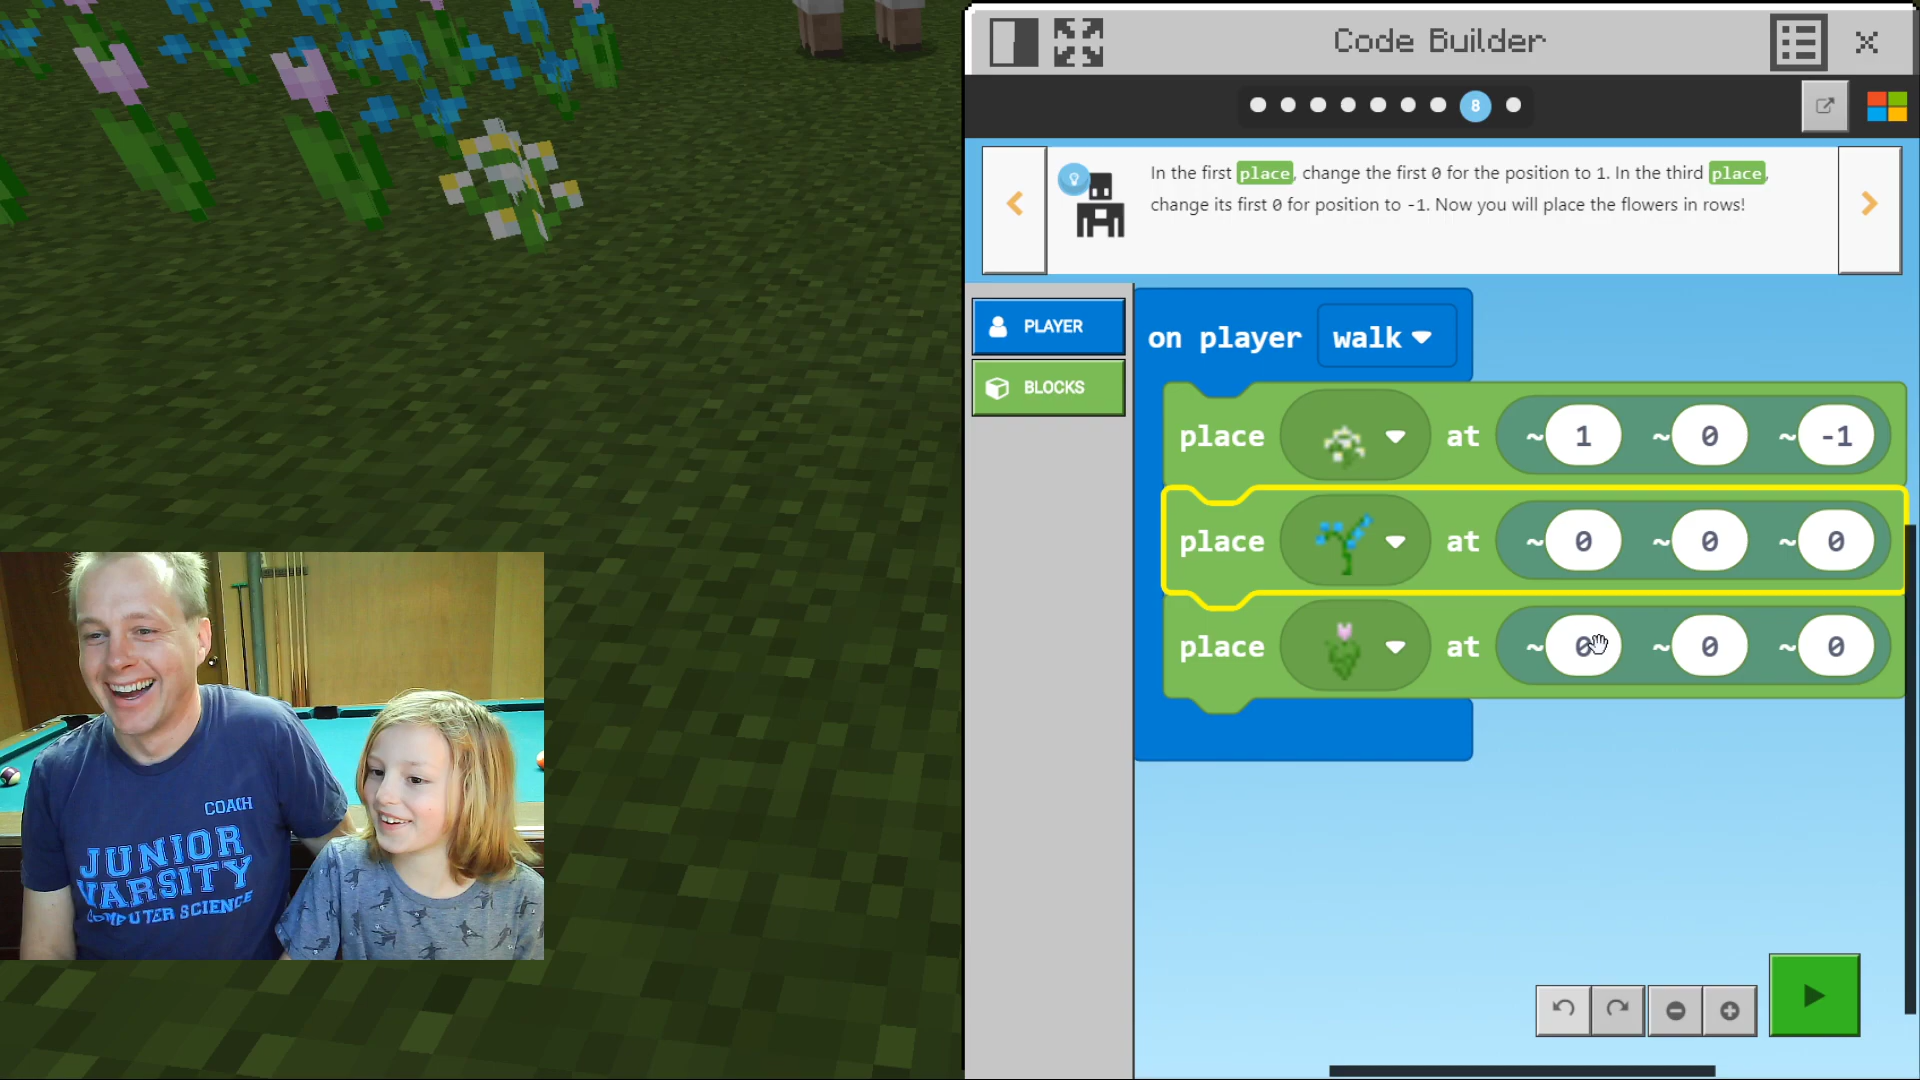 Code Builder
8
In the first place, change the first 0 for the position to 1. In the third place,
change its first 0 for position to -1. Now you will place the flowers in rows!
PLAYER
BLOCKS
on player walk
place at ~ 1 ~ 0 ~ -1
place at ~ 0 ~ 0 ~ 0
place at ~ 0 ~ 0 ~ 0
COACH
JUNIOR
VARSITY
COMPUTER SCIENCE